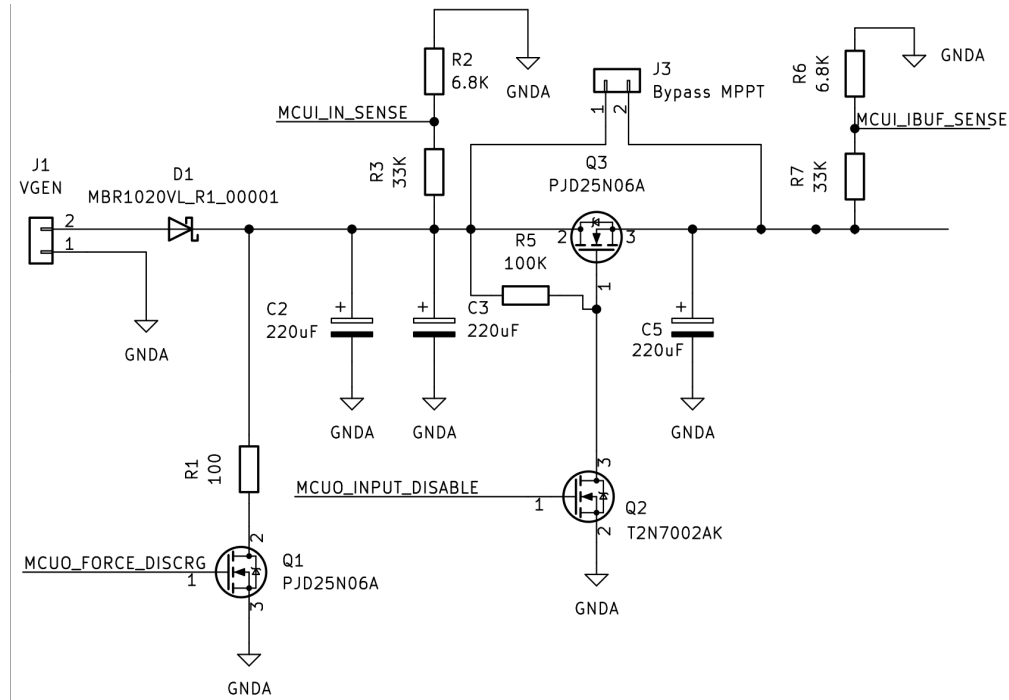 R2
6.8K
GNDA
MCUI_IN_SENSE
R3
33K
J3
Bypass MPPT
1
2
R6
6.8K
GNDA
MCUI_IBUF_SENSE
R7
33K
J1
VGEN
2
1
GNDA
D1
MBR1020VL_R1_00001
Q3
PJD25N06A
2
3
1
R5
100K
C2
220uF
+
GNDA
C3
220uF
+
GNDA
C5
220uF
+
GNDA
R1
100
MCUO_INPUT_DISABLE
1
3
2
Q2
T2N7002AK
GNDA
MCUO_FORCE_DISCRG
1
2
3
Q1
PJD25N06A
GNDA